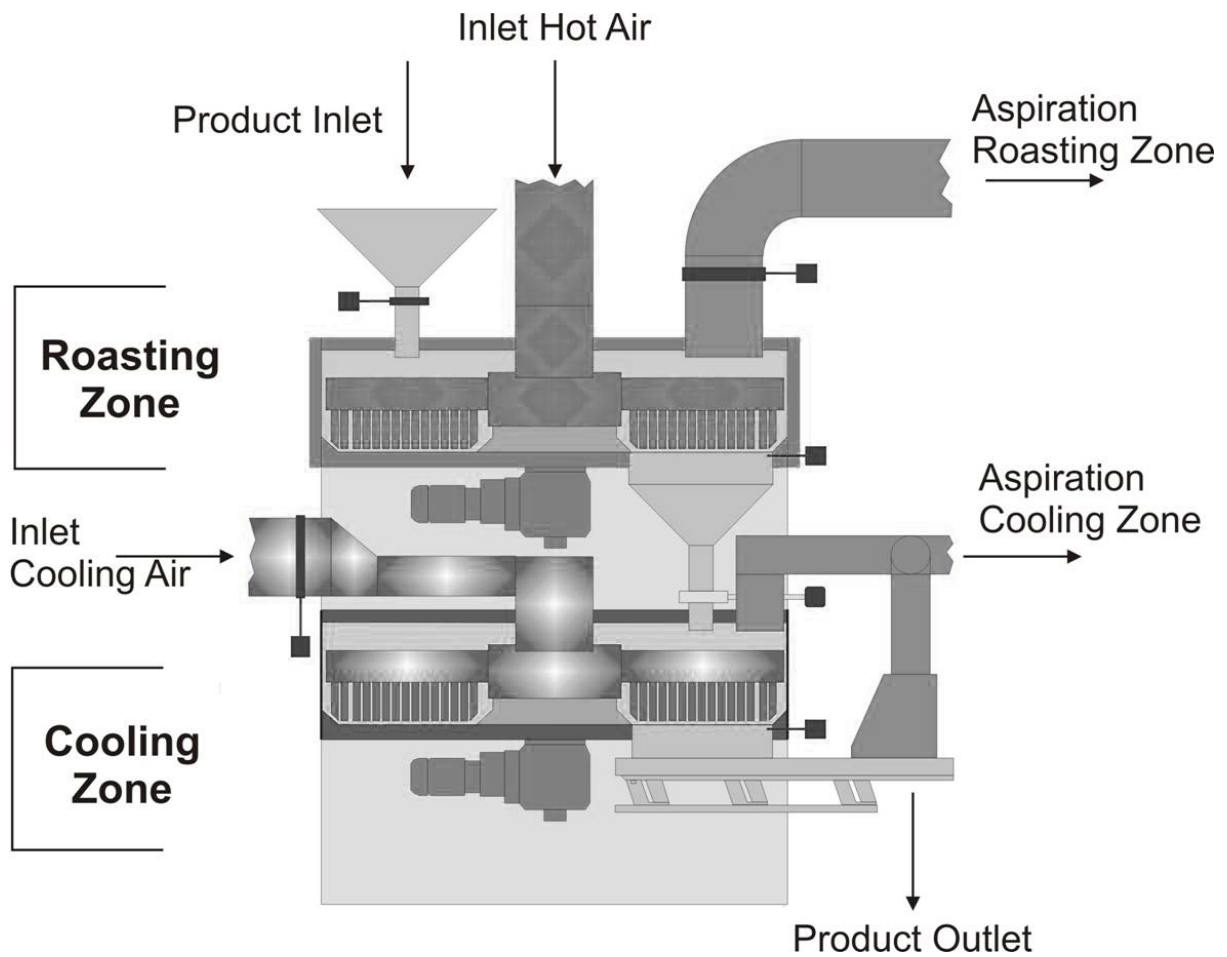 Inlet Hot Air
Product Inlet
Aspiration
Roasting Zone
Roasting
Zone
Inlet
Cooling Air
Aspiration
Cooling Zone
Cooling
Zone
Product Outlet